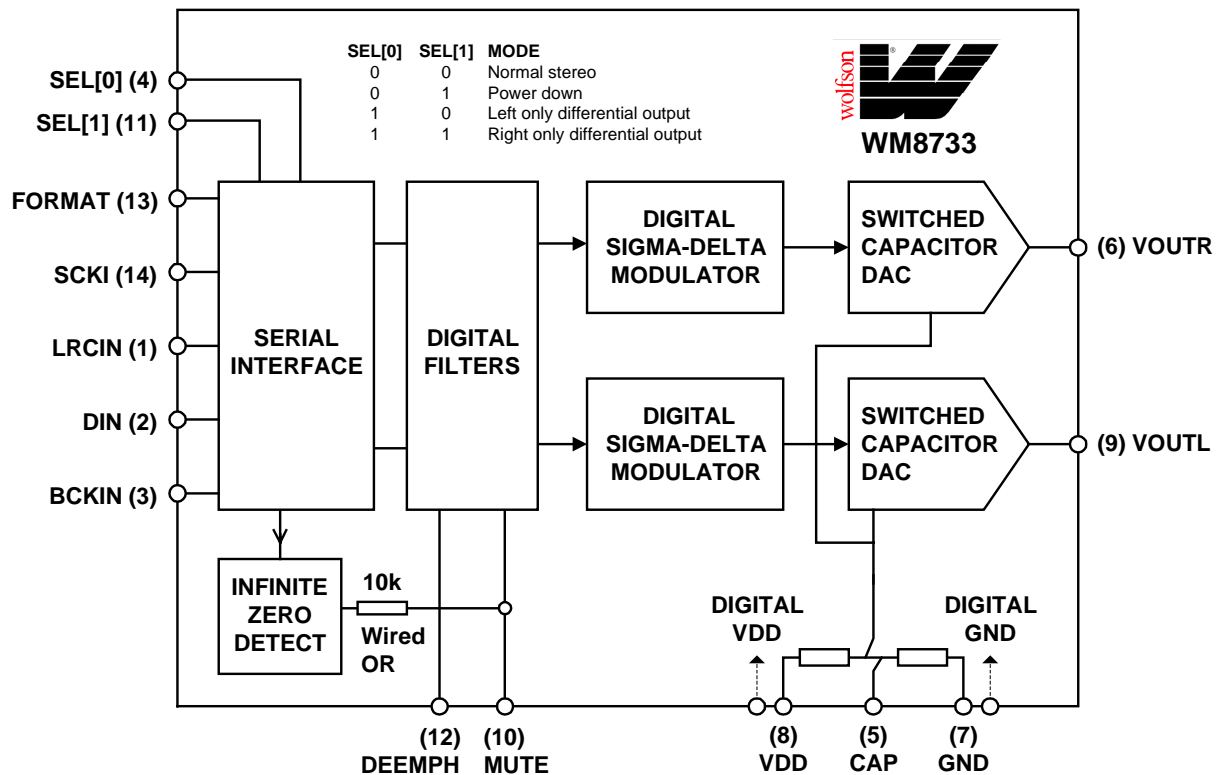 SEL[0] SEL[1] MODE
0 0 Normal stereo
0 1 Power down
1 0 Left only differential output
1 1 Right only differential output
wolfson
®
WM8733
SEL[0] (4)
SEL[1] (11)
FORMAT (13)
SCKI (14)
LRCIN (1)
DIN (2)
BCKIN (3)
SERIAL
INTERFACE
DIGITAL
FILTERS
DIGITAL
SIGMA-DELTA
MODULATOR
SWITCHED
CAPACITOR
DAC
(6) VOUTR
DIGITAL
SIGMA-DELTA
MODULATOR
SWITCHED
CAPACITOR
DAC
(9) VOUTL
INFINITE
ZERO
DETECT
10k
Wired
OR
DIGITAL
VDD
DIGITAL
GND
(12)
DEEMPH
(10)
MUTE
(8)
VDD
(5)
CAP
(7)
GND